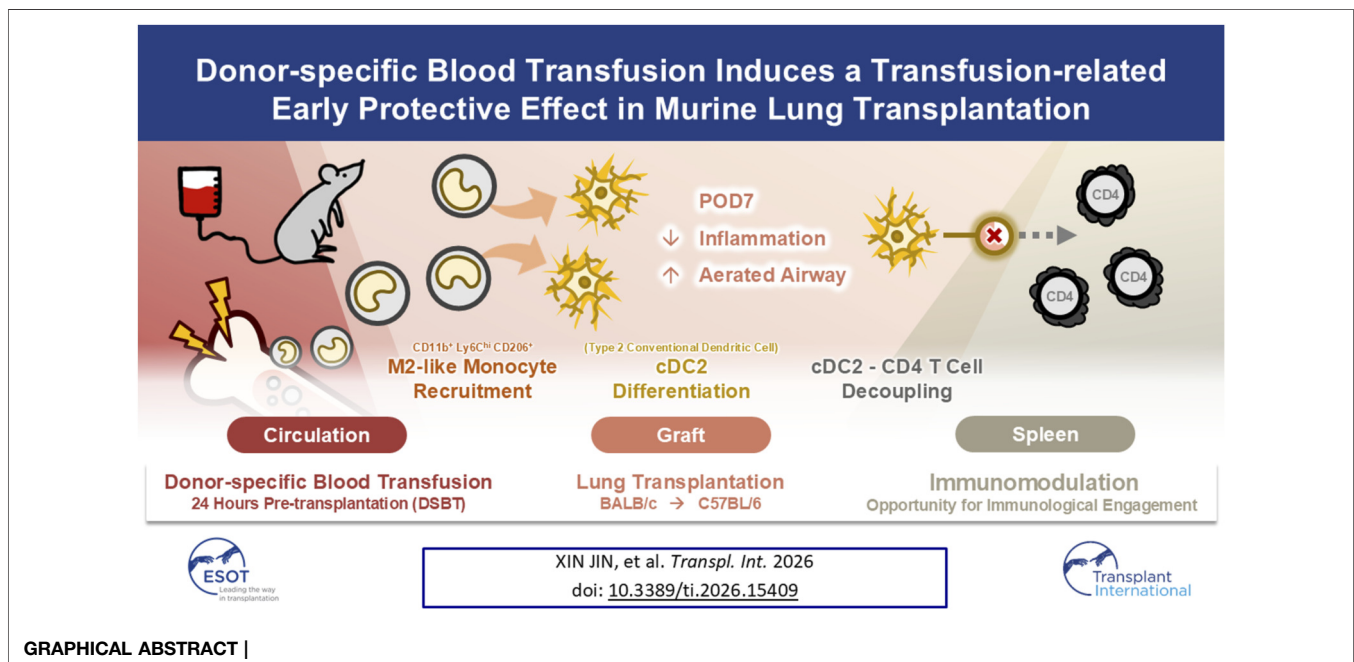 Donor-specific Blood Transfusion Induces a Transfusion-related
Early Protective Effect in Murine Lung Transplantation
POD7
↓ Inflammation
↑ Aerated Airway
CD4
CD4
CD4
CD11b⁺ Ly6Cʰⁱ CD206⁺
M2-like Monocyte
Recruitment
(Type 2 Conventional Dendritic Cell)
cDC2
Differentiation
cDC2 - CD4 T Cell
Decoupling
Circulation
Graft
Spleen
Donor-specific Blood Transfusion
24 Hours Pre-transplantation (DSBT)
Lung Transplantation
BALB/c → C57BL/6
Immunomodulation
Opportunity for Immunological Engagement
ESOT
Leading the way
in transplantation
XIN JIN, et al. Transpl. Int. 2026
doi: 10.3389/ti.2026.15409
Transplant
International
GRAPHICAL ABSTRACT |